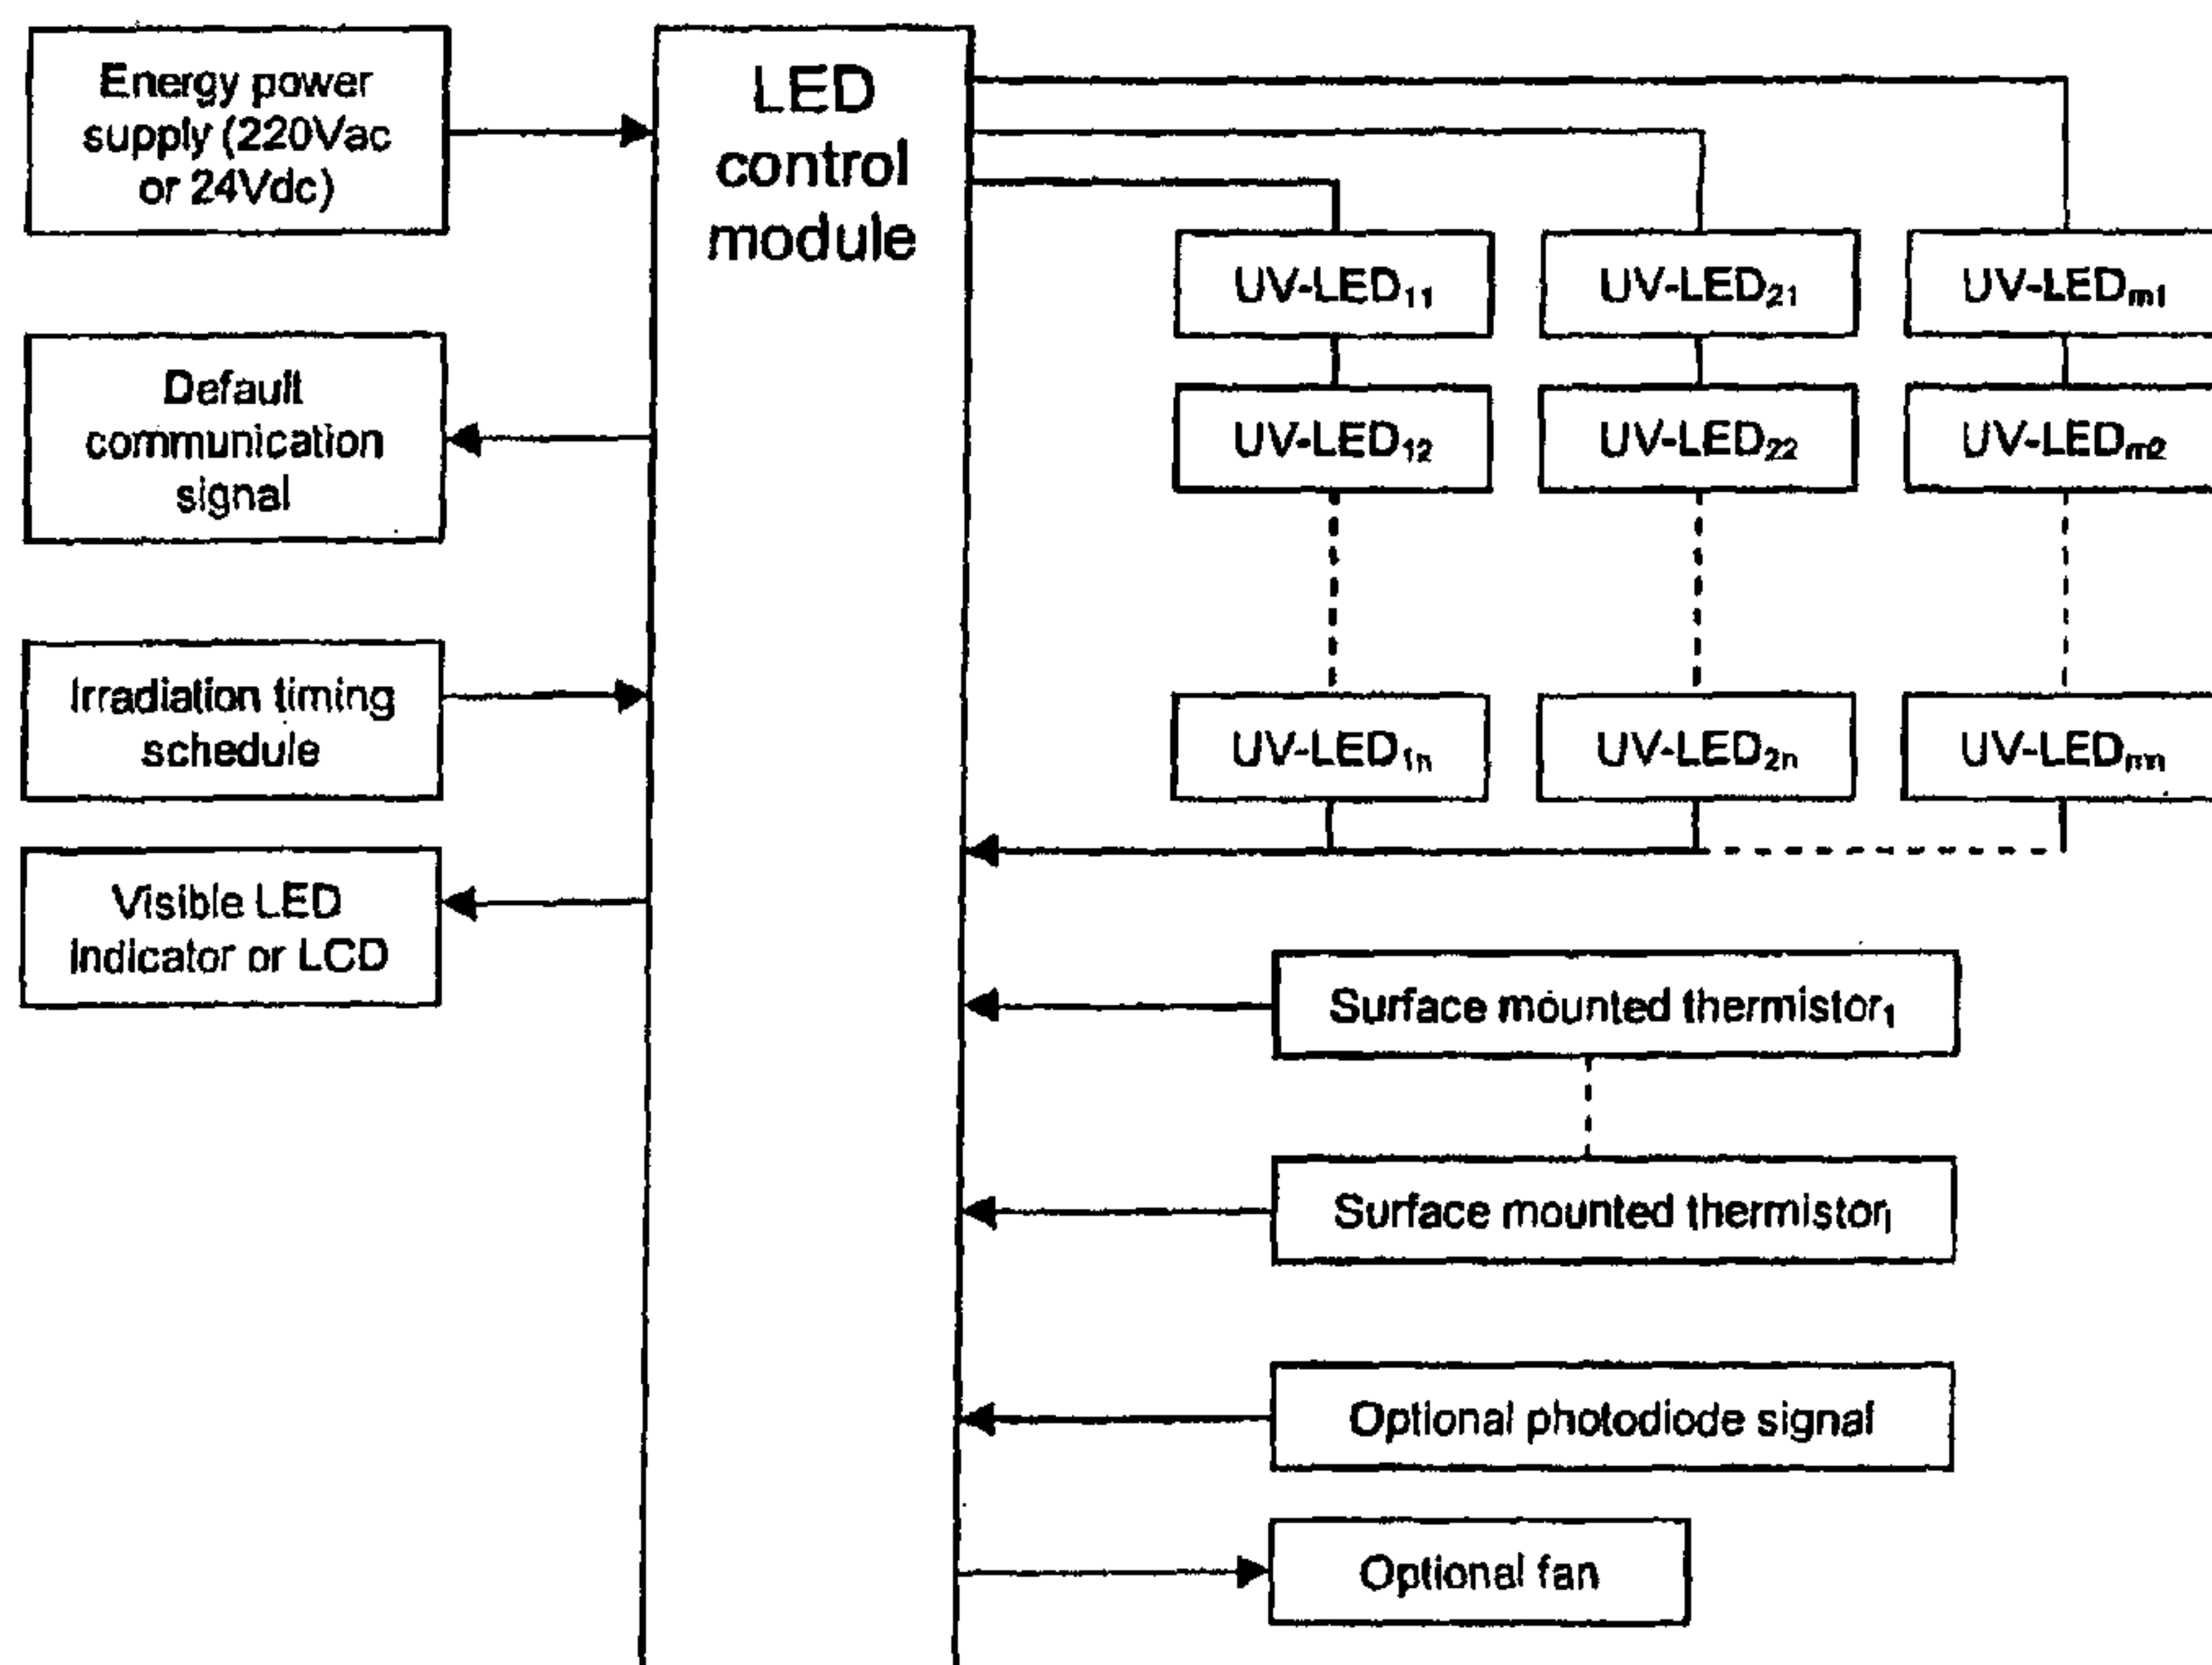 Energy power
supply (220Vac
or 24Vdc)
Default
communication
signal
Irradiation timing
schedule
Visible LED
Indicator or LCD
LED
control
module
UV-LED₁₁
UV-LED₂₁
UV-LEDₘ₁
UV-LED₁₂
UV-LED₂₂
UV-LEDₘ₂
UV-LED₁ₙ
UV-LED₂ₙ
UV-LEDₘₙ
Surface mounted thermistor₁
Surface mounted thermistorₗ
Optional photodiode signal
Optional fan